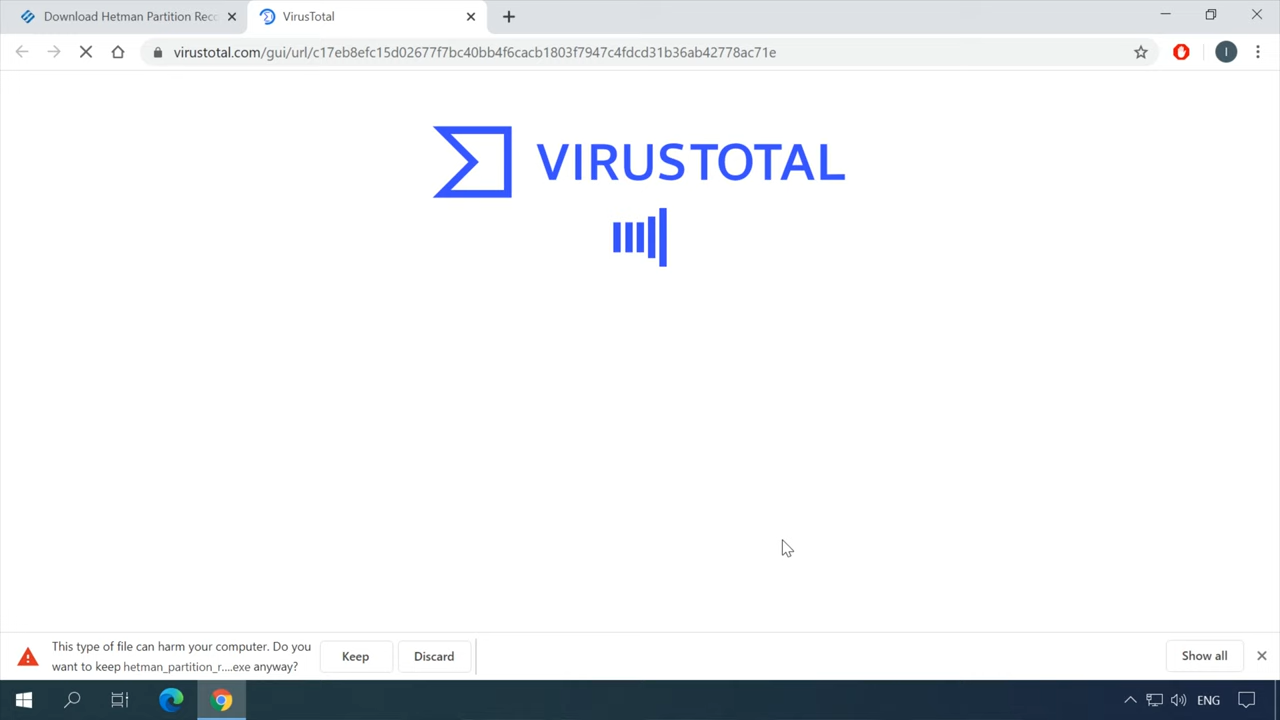 Download Hetman Partition Reco
VirusTotal
virustotal.com/gui/url/c17eb8efc15d02677f7bc40bb4f6cacb1803f7947c4fdcd31b36ab42778ac71e
I
VIRUSTOTAL
This type of file can harm your computer. Do you
want to keep hetman_partition_r....exe anyway?
Keep
Discard
Show all
ENG